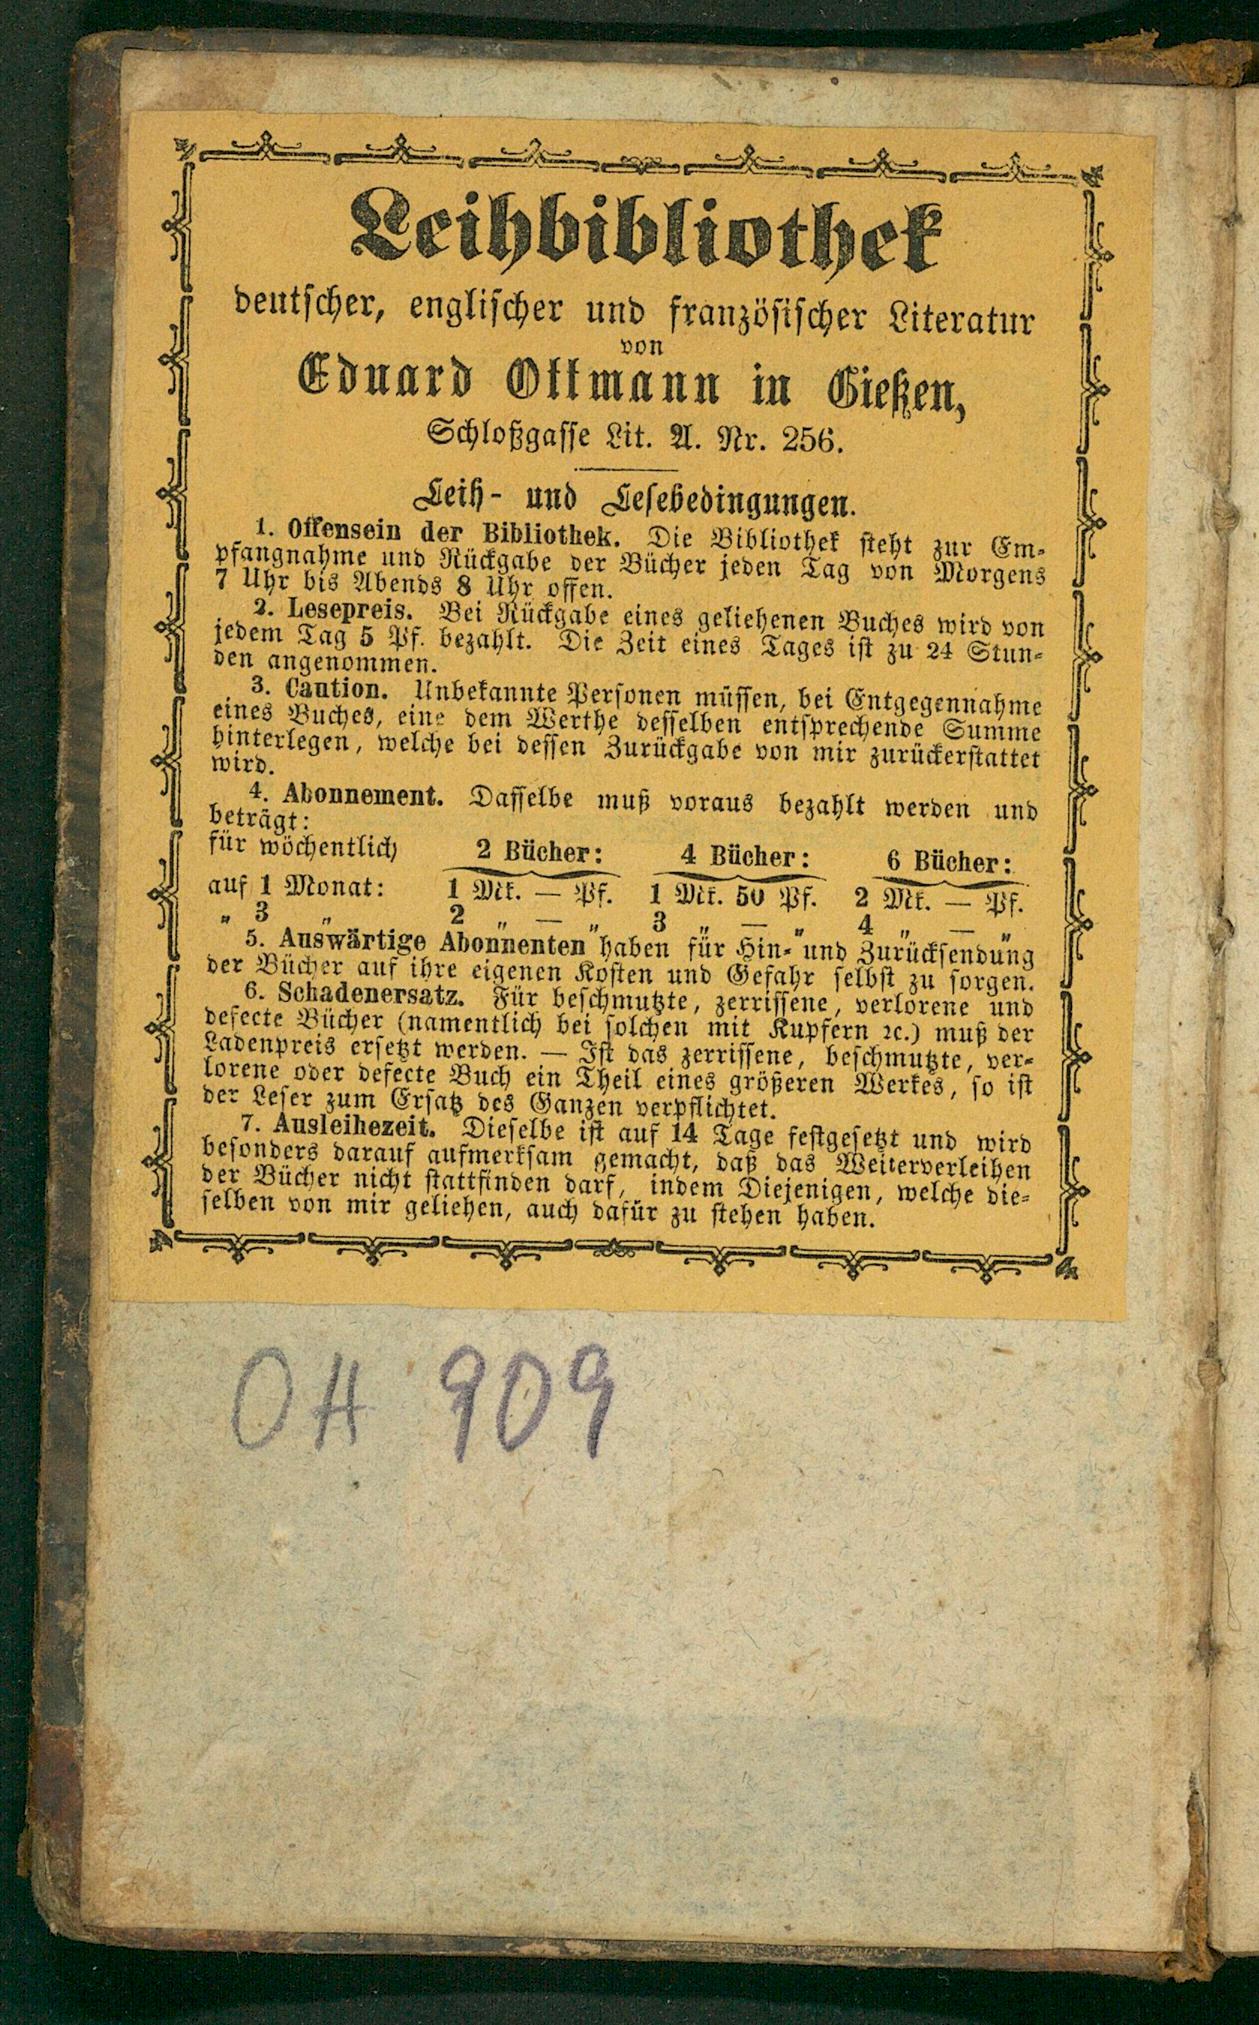 Leihbibliothek
deutscher, englischer und französischer Literatur
von
Eduard Ottmann in Gießen,
Schloßgasse Lit. A. Nr. 256.
Leih- und Lesebedingungen.
1. Offensein der Bibliothek. Die Bibliothek steht zur Em-
pfangnahme und Rückgabe der Bücher jeden Tag von Morgens
7 Uhr bis Abends 8 Uhr offen.
2. Lesepreis. Bei Rückgabe eines geliehenen Buches wird von
jedem Tag 5 Pf. bezahlt. Die Zeit eines Tages ist zu 24 Stun-
den angenommen.
3. Caution. Unbekannte Personen müssen, bei Entgegennahme
eines Buches, eine dem Werthe desselben entsprechende Summe
hinterlegen, welche bei dessen Zurückgabe von mir zurückerstattet
wird.
4. Abonnement. Dasselbe muß voraus bezahlt werden und
beträgt:
für wöchentlich 2 Bücher: 4 Bücher: 6 Bücher:
auf 1 Monat: 1 Mk. — Pf. 1 Mk. 50 Pf. 2 Mk. — Pf.
„ 3 „ 2 „ — „ 3 „ — „ 4 „ — „
5. Auswärtige Abonnenten haben für Hin- und Zurücksendung
der Bücher auf ihre eigenen Kosten und Gefahr selbst zu sorgen.
6. Schadenersatz. Für beschmutzte, zerrissene, verlorene und
defecte Bücher (namentlich bei solchen mit Kupfern ꝛc.) muß der
Ladenpreis ersetzt werden. — Ist das zerrissene, beschmutzte, ver-
lorene oder defecte Buch ein Theil eines größeren Werkes, so ist
der Leser zum Ersatz des Ganzen verpflichtet.
7. Ausleihezeit. Dieselbe ist auf 14 Tage festgesetzt und wird
besonders darauf aufmerksam gemacht, daß das Weiterverleihen
der Bücher nicht stattfinden darf, indem Diejenigen, welche die-
selben von mir geliehen, auch dafür zu stehen haben.
OH 909